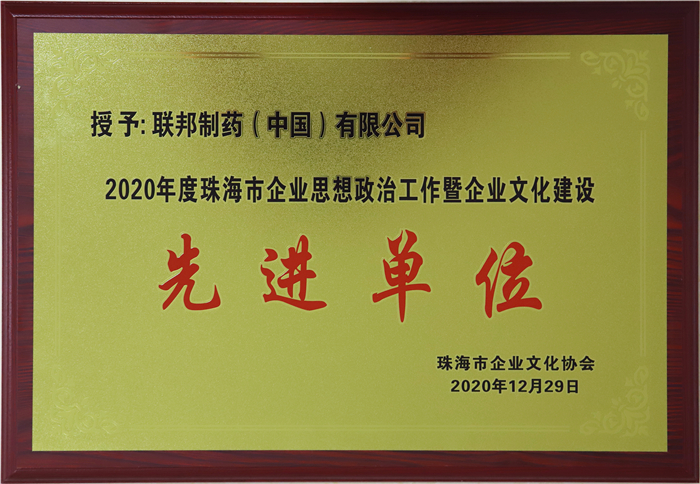 授予:联邦制药(中国)有限公司
2020年度珠海市企业思想政治工作暨企业文化建设
先进单位
珠海市企业文化协会
2020年12月29日